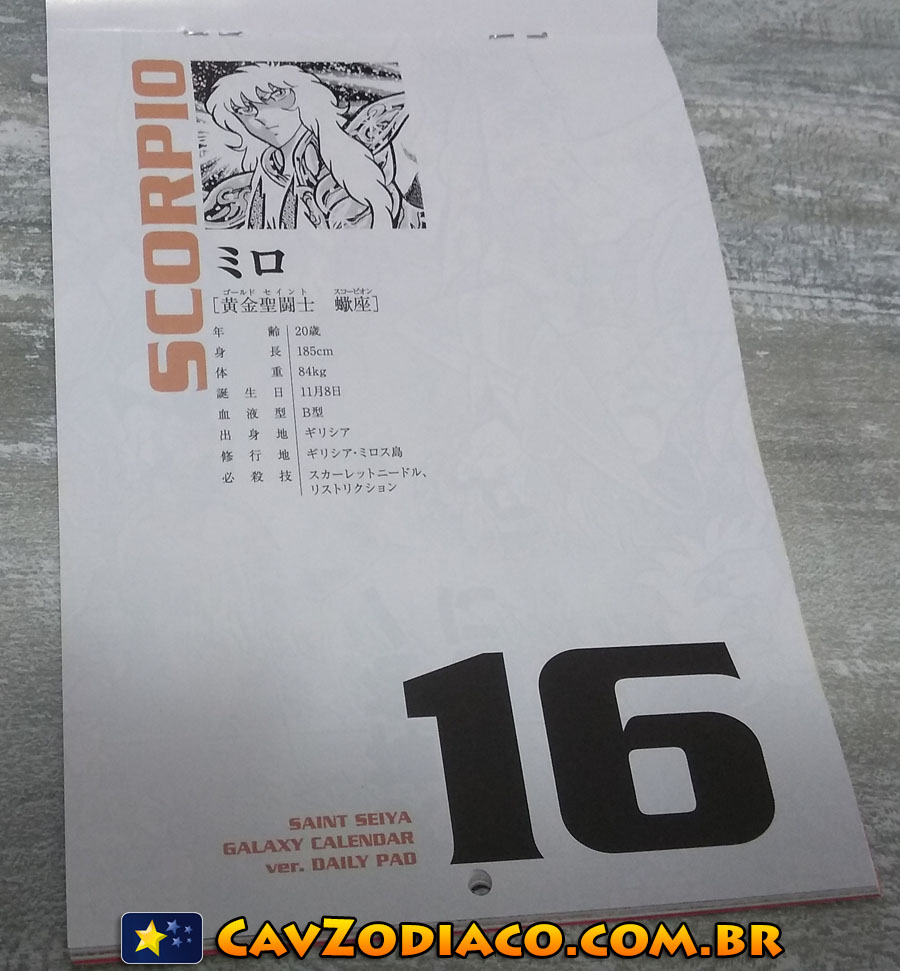 SCORPIO
ミロ
ゴールド セイント スコーピオン
[黄金聖闘士 蠍座]
年齢 20歳
身長 185cm
体重 84kg
誕生日 11月8日
血液型 B型
出身地 ギリシア
修行地 ギリシア・ミロス島
必殺技 スカーレットニードル、
リストリクション
16
SAINT SEIYA
GALAXY CALENDAR
ver. DAILY PAD
CAVZODIACO.COM.BR